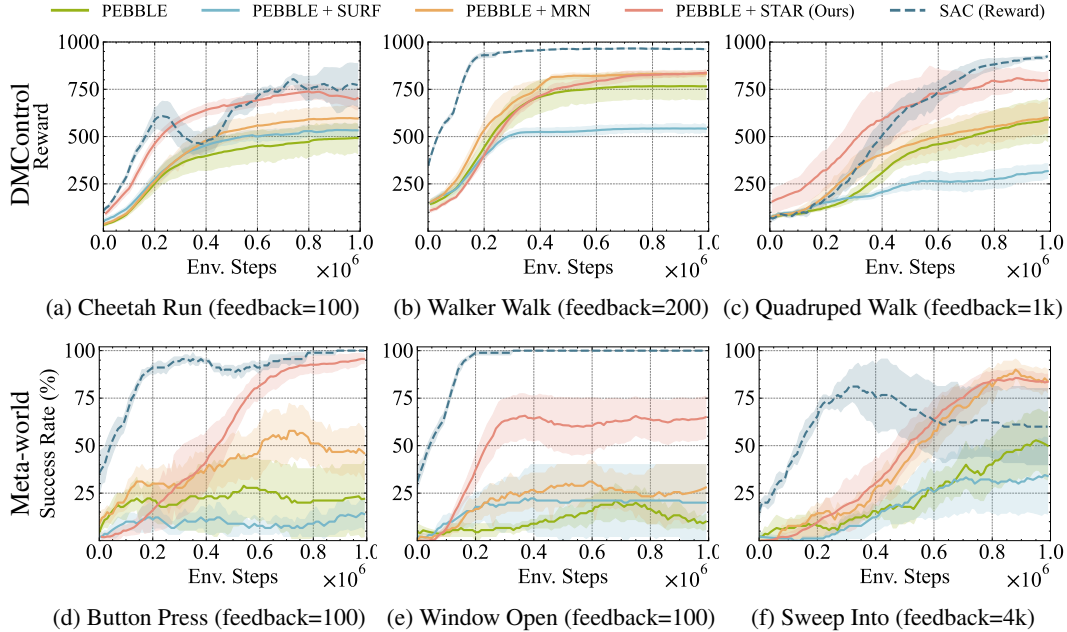 PEBBLE PEBBLE + SURF PEBBLE + MRN PEBBLE + STAR (Ours) SAC (Reward)
DMControl
Reward
1000
750
500
250
0.0 0.2 0.4 0.6 0.8 1.0
Env. Steps
×10^6
(a) Cheetah Run (feedback=100)
1000
750
500
250
0.0 0.2 0.4 0.6 0.8 1.0
Env. Steps
×10^6
(b) Walker Walk (feedback=200)
1000
750
500
250
0.0 0.2 0.4 0.6 0.8 1.0
Env. Steps
×10^6
(c) Quadruped Walk (feedback=1k)
Meta-world
Success Rate (%)
100
75
50
25
0.0 0.2 0.4 0.6 0.8 1.0
Env. Steps
×10^6
(d) Button Press (feedback=100)
100
75
50
25
0.0 0.2 0.4 0.6 0.8 1.0
Env. Steps
×10^6
(e) Window Open (feedback=100)
100
75
50
25
0.0 0.2 0.4 0.6 0.8 1.0
Env. Steps
×10^6
(f) Sweep Into (feedback=4k)